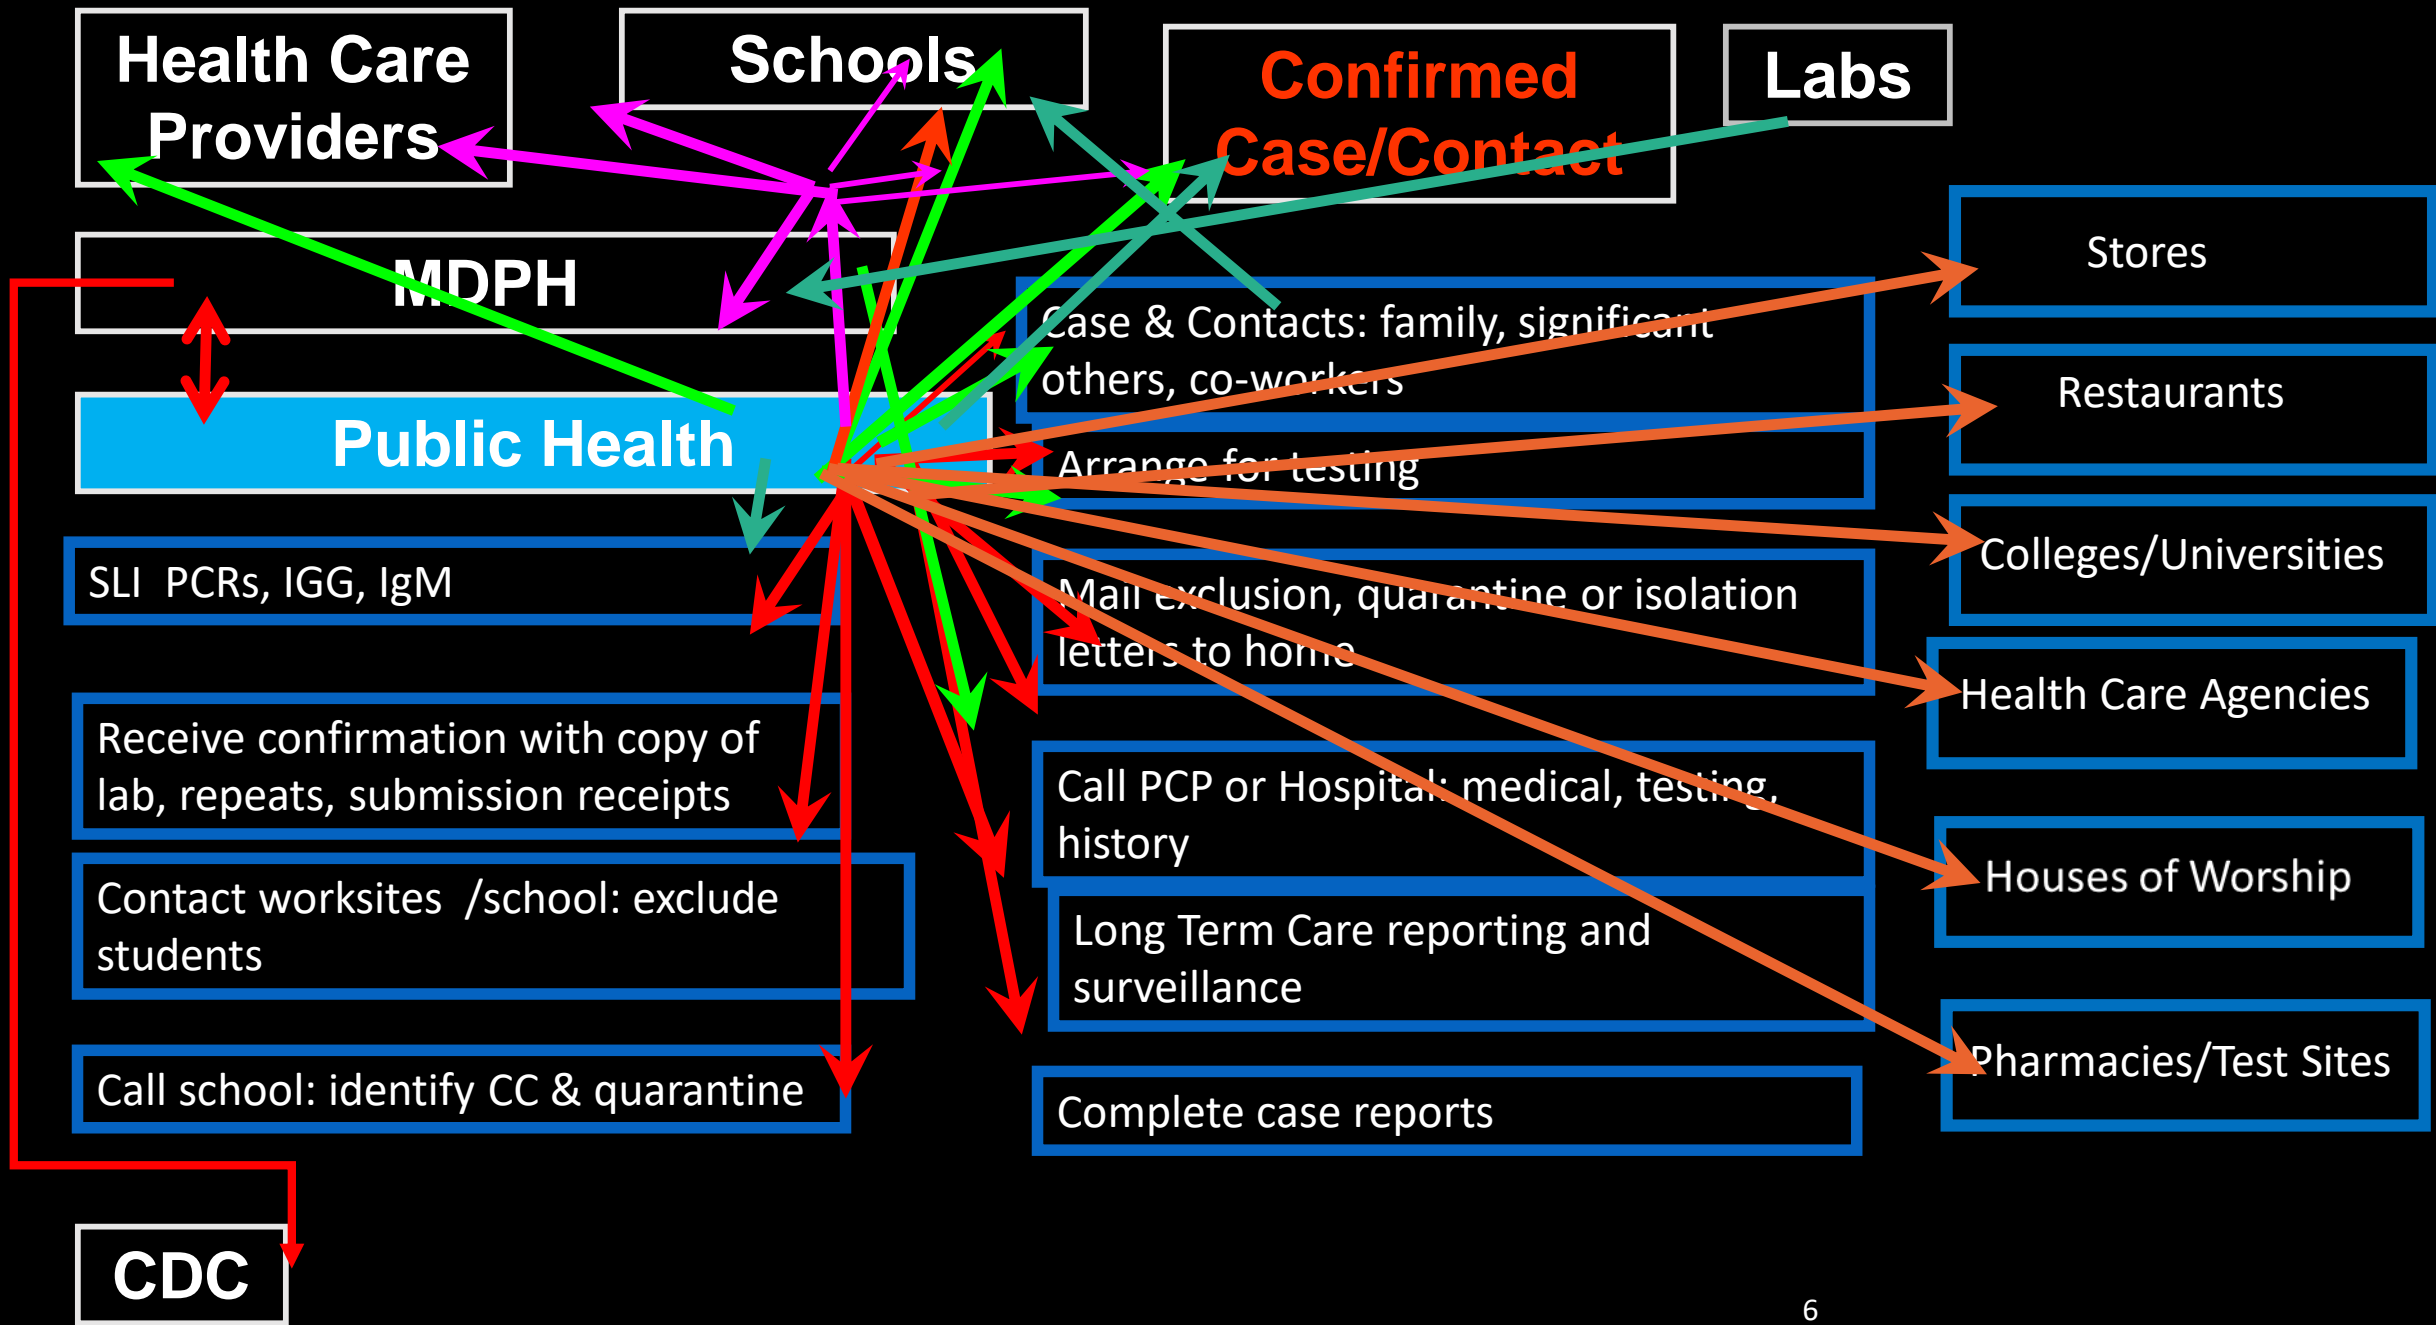 Health Care
Providers
Schools
Confirmed
Case/Contact
Labs
MDPH
Public Health
SLI  PCRs, IGG, IgM
Receive confirmation with copy of
lab, repeats, submission receipts
Contact worksites  /school: exclude
students
Call school: identify CC & quarantine
CDC
Case & Contacts: family, significant
others, co-workers
Arrange for testing
Mail exclusion, quarantine or isolation
letters to home
Call PCP or Hospital: medical, testing,
history
Long Term Care reporting and
surveillance
Complete case reports
Stores
Restaurants
Colleges/Universities
Health Care Agencies
Houses of Worship
Pharmacies/Test Sites
6